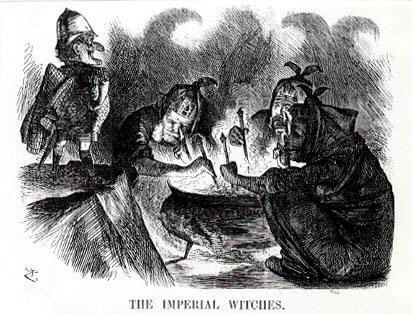 THE IMPERIAL WITCHES.